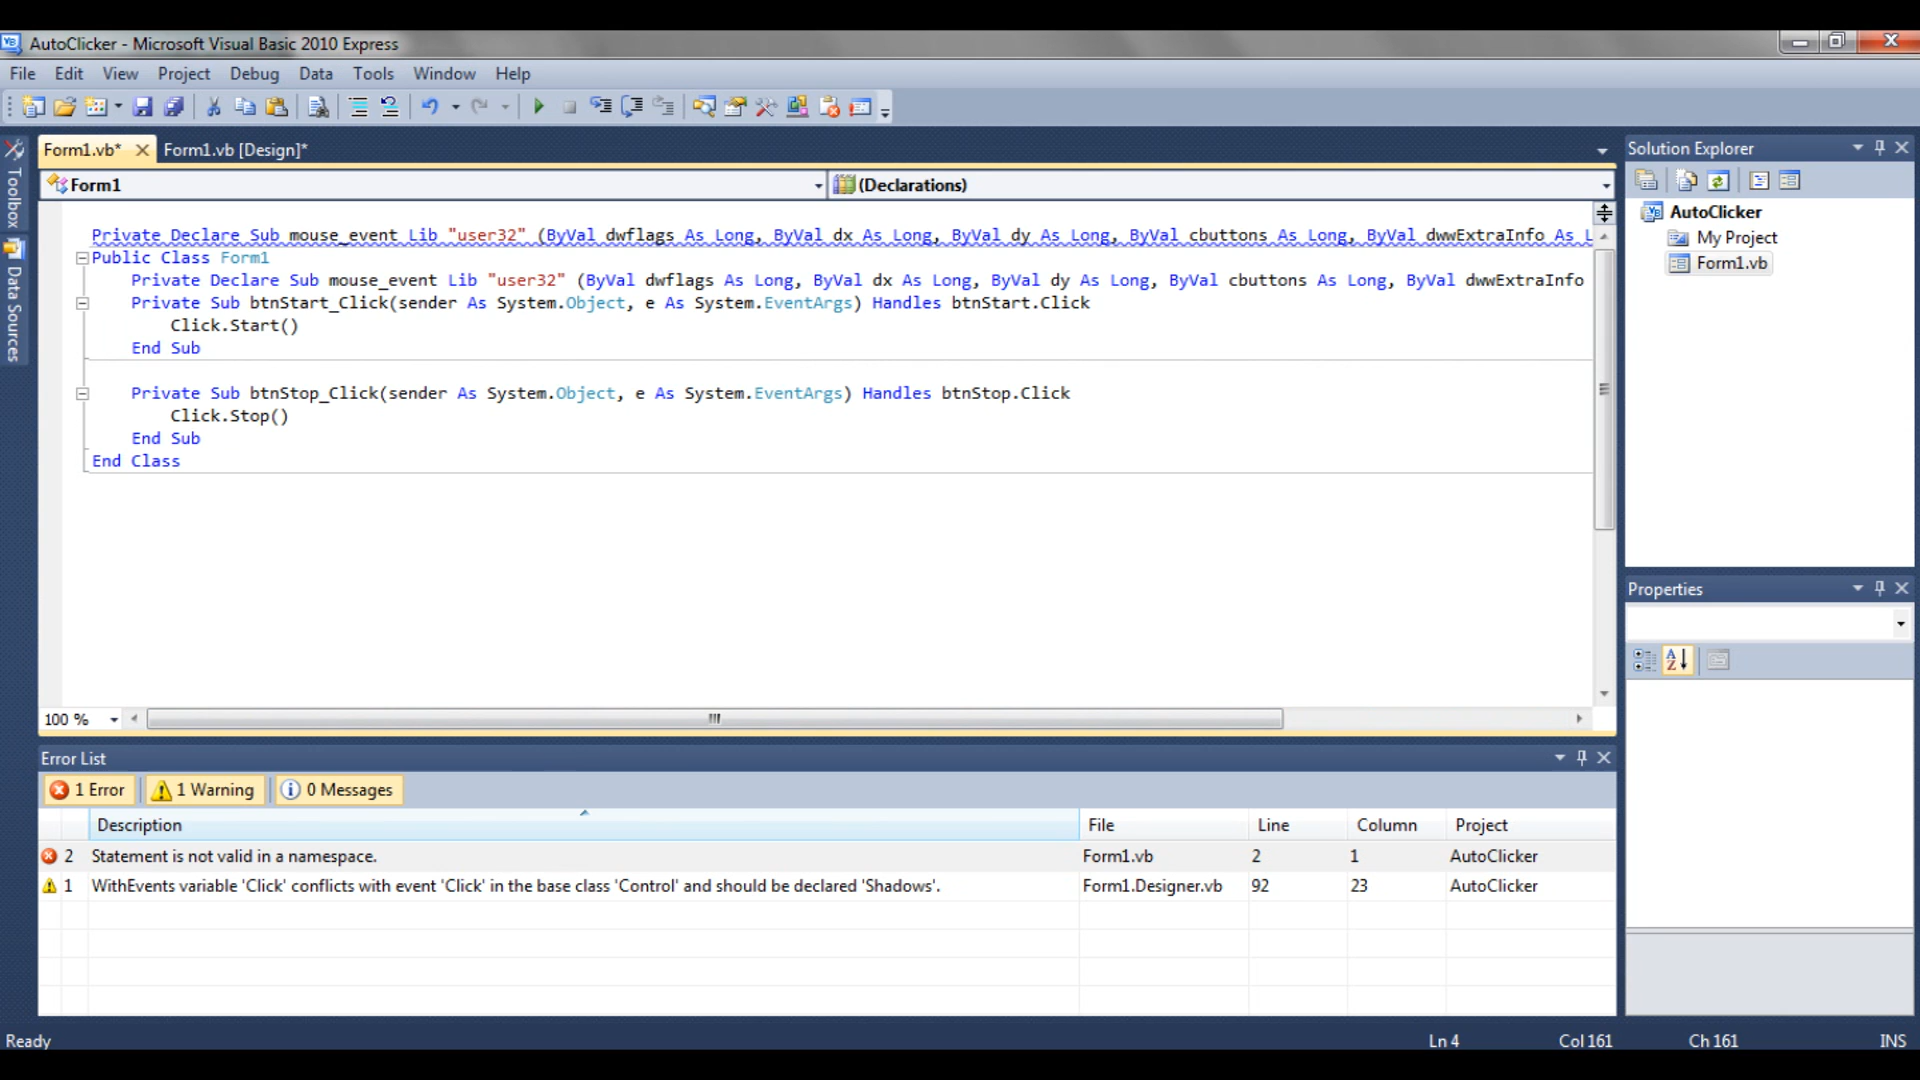 AutoClicker - Microsoft Visual Basic 2010 Express
File Edit View Project Debug Data Tools Window Help
Form1.vb* Form1.vb [Design]*
Form1 (Declarations)
Toolbox
Data Sources
Private Declare Sub mouse_event Lib "user32" (ByVal dwflags As Long, ByVal dx As Long, ByVal dy As Long, ByVal cbuttons As Long, ByVal dwwExtraInfo As L
Public Class Form1
Private Declare Sub mouse_event Lib "user32" (ByVal dwflags As Long, ByVal dx As Long, ByVal dy As Long, ByVal cbuttons As Long, ByVal dwwExtraInfo
Private Sub btnStart_Click(sender As System.Object, e As System.EventArgs) Handles btnStart.Click
Click.Start()
End Sub
Private Sub btnStop_Click(sender As System.Object, e As System.EventArgs) Handles btnStop.Click
Click.Stop()
End Sub
End Class
100 %
Solution Explorer
AutoClicker
My Project
Form1.vb
Properties
Error List
1 Error 1 Warning 0 Messages
Description File Line Column Project
2 Statement is not valid in a namespace. Form1.vb 2 1 AutoClicker
1 WithEvents variable 'Click' conflicts with event 'Click' in the base class 'Control' and should be declared 'Shadows'. Form1.Designer.vb 92 23 AutoClicker
Ready Ln 4 Col 161 Ch 161 INS